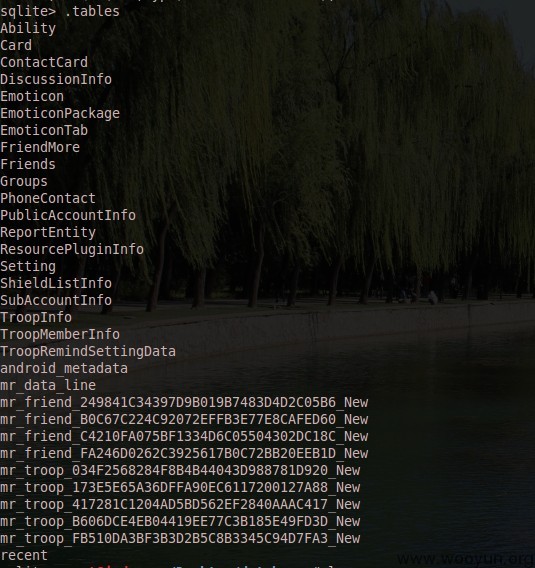 sqlite> .tables
Ability
Card
ContactCard
DiscussionInfo
Emoticon
EmoticonPackage
EmoticonTab
FriendMore
Friends
Groups
PhoneContact
PublicAccountInfo
ReportEntity
ResourcePluginInfo
Setting
ShieldListInfo
SubAccountInfo
TroopInfo
TroopMemberInfo
TroopRemindSettingData
android_metadata
mr_data_line
mr_friend_249841C34397D9B019B7483D4D2C05B6_New
mr_friend_B0C67C224C92072EFFB3E77E8CAFED60_New
mr_friend_C4210FA075BF1334D6C05504302DC18C_New
mr_friend_FA246D0262C3925617B0C72BB20EEB1D_New
mr_troop_034F2568284F8B4B44043D988781D920_New
mr_troop_173E5E65A36DFFA90EC6117200127A88_New
mr_troop_417281C1204AD5BD562EF2840AAAC417_New
mr_troop_B606DCE4EB04419EE77C3B185E49FD3D_New
mr_troop_FB510DA3BF3B3D2B5C8B3345C94D7FA3_New
recent
www.wooyun.org